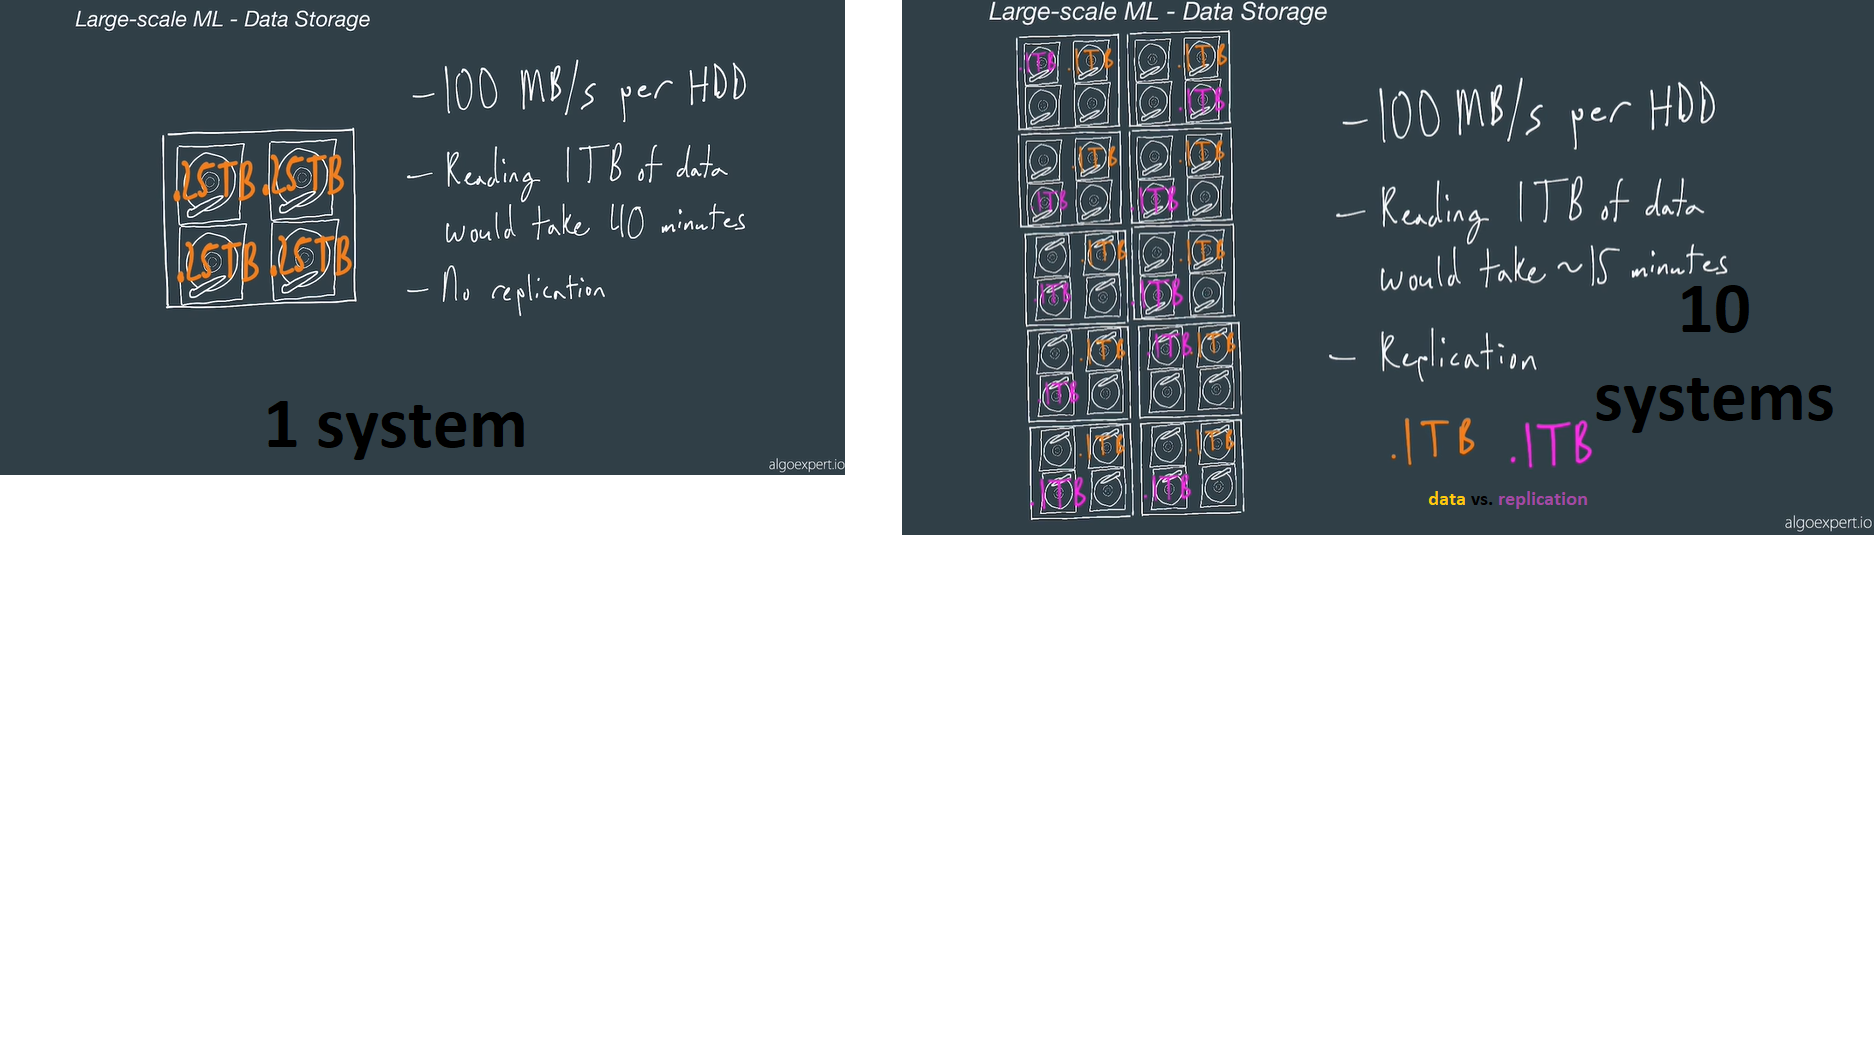 Large-scale ML - Data Storage
.25TB .25TB
.25TB .25TB
- 100 MB/s per HDD
- Reading 1TB of data
would take 40 minutes
- No replication
1 system
algoexpert.io
Large-scale ML - Data Storage
.1TB .1TB .1TB
.1TB
.1TB .1TB
.1TB .1TB
.1TB .1TB
.1TB .1TB
.1TB .1TB .1TB
.1TB
.1TB .1TB
.1TB .1TB
- 100 MB/s per HDD
- Reading 1TB of data
would take ~15 minutes
- Replication
10
systems
.1TB .1TB
data vs. replication
algoexpert.io